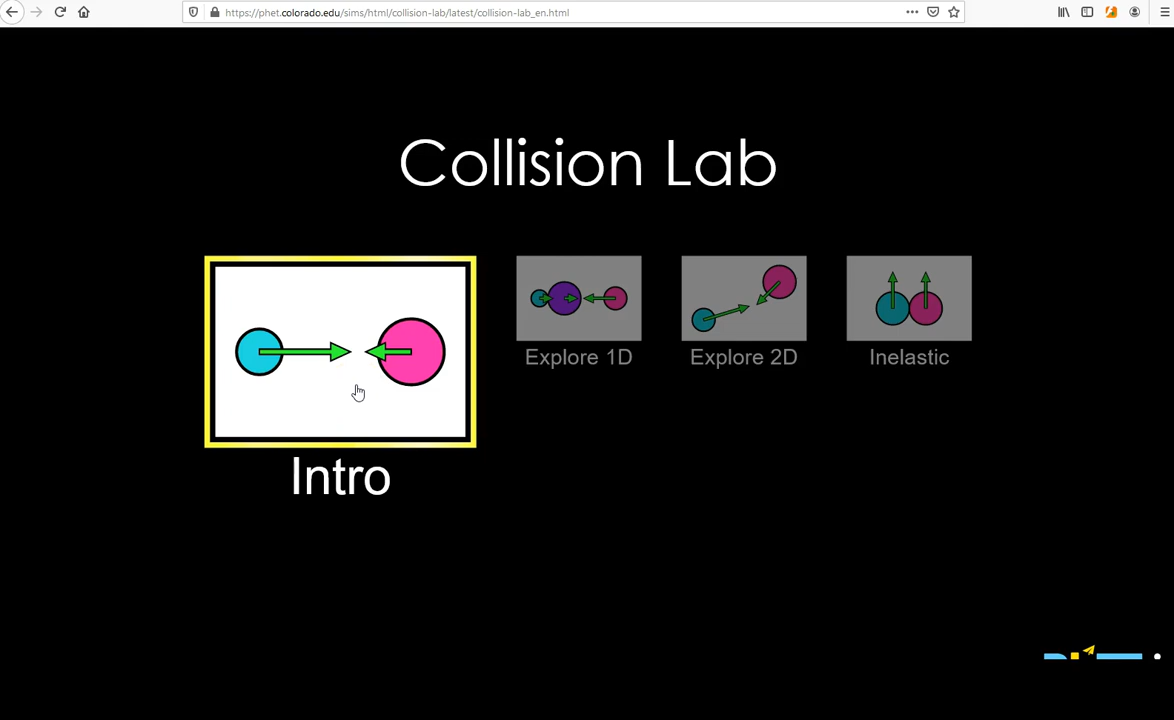 https://phet.colorado.edu/sims/html/collision-lab/latest/collision-lab_en.html
Collision Lab
Intro
Explore 1D
Explore 2D
Inelastic